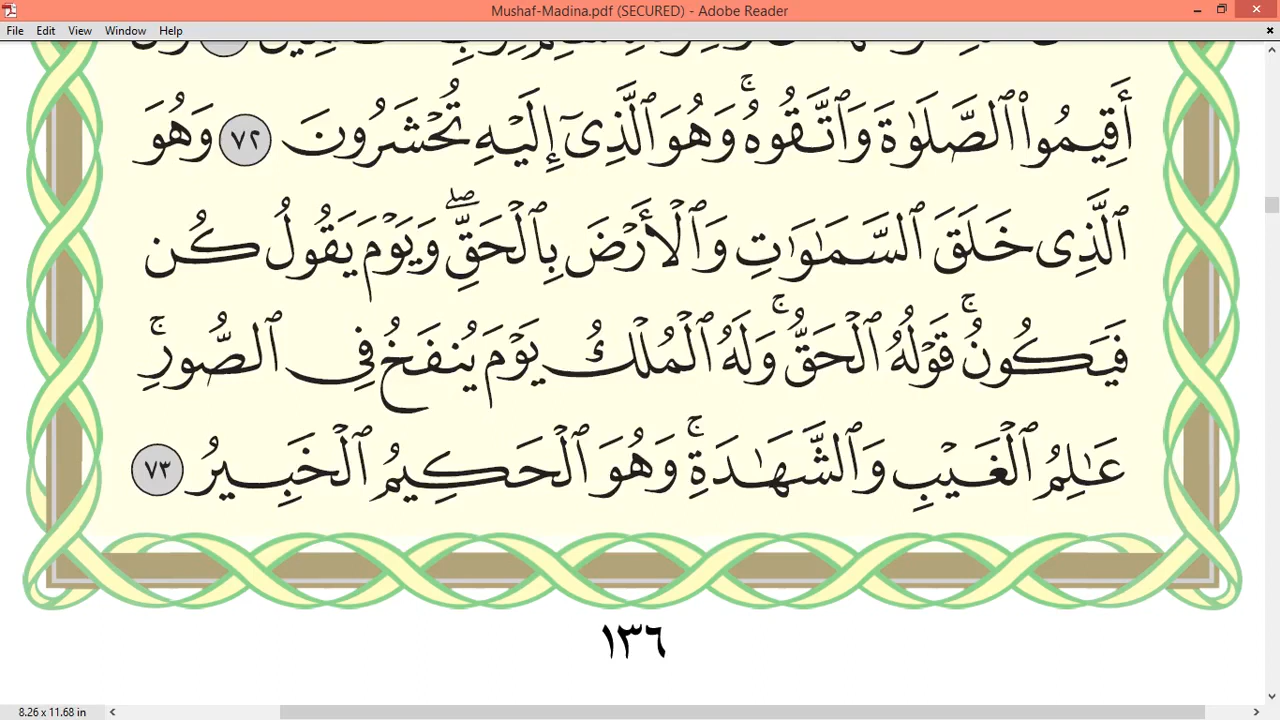 Mushaf-Madina.pdf (SECURED) - Adobe Reader
File Edit View Window Help
أَقِيمُوا۟ ٱلصَّلَوٰةَ وَٱتَّقُوهُ ۚ وَهُوَ ٱلَّذِىٓ إِلَيْهِ تُحْشَرُونَ ٧٢ وَهُوَ
ٱلَّذِى خَلَقَ ٱلسَّمَـٰوَٰتِ وَٱلْأَرْضَ بِٱلْحَقِّ ۖ وَيَوْمَ يَقُولُ كُن
فَيَكُونُ ۚ قَوْلُهُ ٱلْحَقُّ ۚ وَلَهُ ٱلْمُلْكُ يَوْمَ يُنفَخُ فِى ٱلصُّورِ ۚ
عَـٰلِمُ ٱلْغَيْبِ وَٱلشَّهَـٰدَةِ ۚ وَهُوَ ٱلْحَكِيمُ ٱلْخَبِيرُ ٧٣
١٣٦
8.26 x 11.68 in